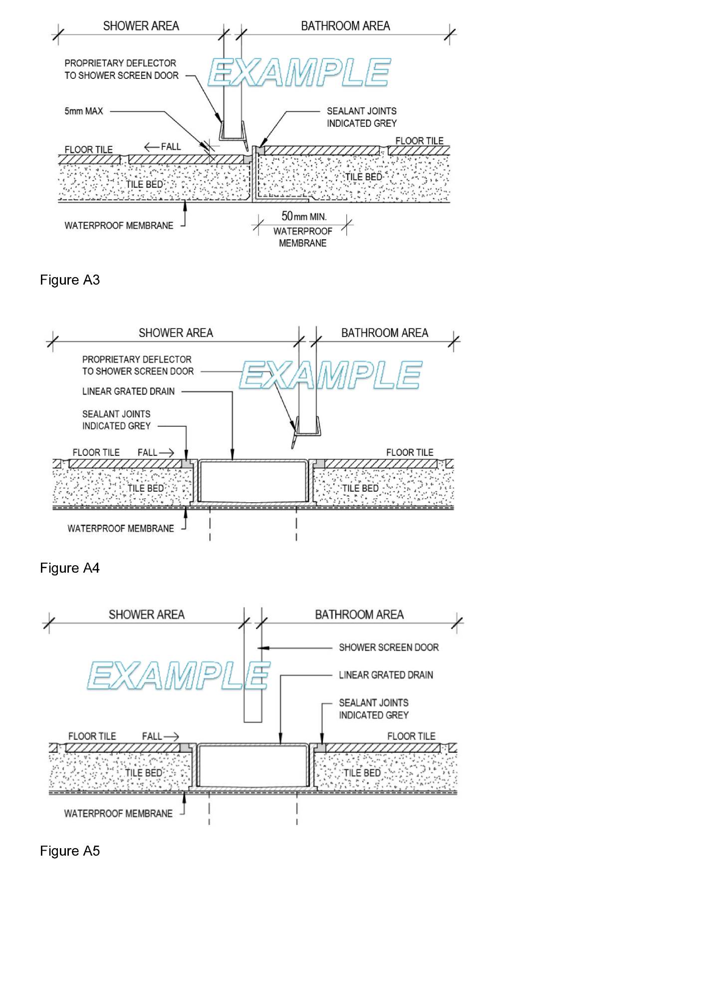 SHOWER AREA
BATHROOM AREA
PROPRIETARY DEFLECTOR
TO SHOWER SCREEN DOOR
EXAMPLE
5mm MAX
SEALANT JOINTS
INDICATED GREY
FLOOR TILE
FALL
FLOOR TILE
TILE BED
TILE BED
WATERPROOF MEMBRANE
50mm MIN.
WATERPROOF
MEMBRANE
Figure A3
SHOWER AREA
BATHROOM AREA
PROPRIETARY DEFLECTOR
TO SHOWER SCREEN DOOR
EXAMPLE
LINEAR GRATED DRAIN
SEALANT JOINTS
INDICATED GREY
FLOOR TILE
FALL
FLOOR TILE
TILE BED
TILE BED
WATERPROOF MEMBRANE
Figure A4
SHOWER AREA
BATHROOM AREA
SHOWER SCREEN DOOR
EXAMPLE
LINEAR GRATED DRAIN
SEALANT JOINTS
INDICATED GREY
FLOOR TILE
FALL
FLOOR TILE
TILE BED
TILE BED
WATERPROOF MEMBRANE
Figure A5